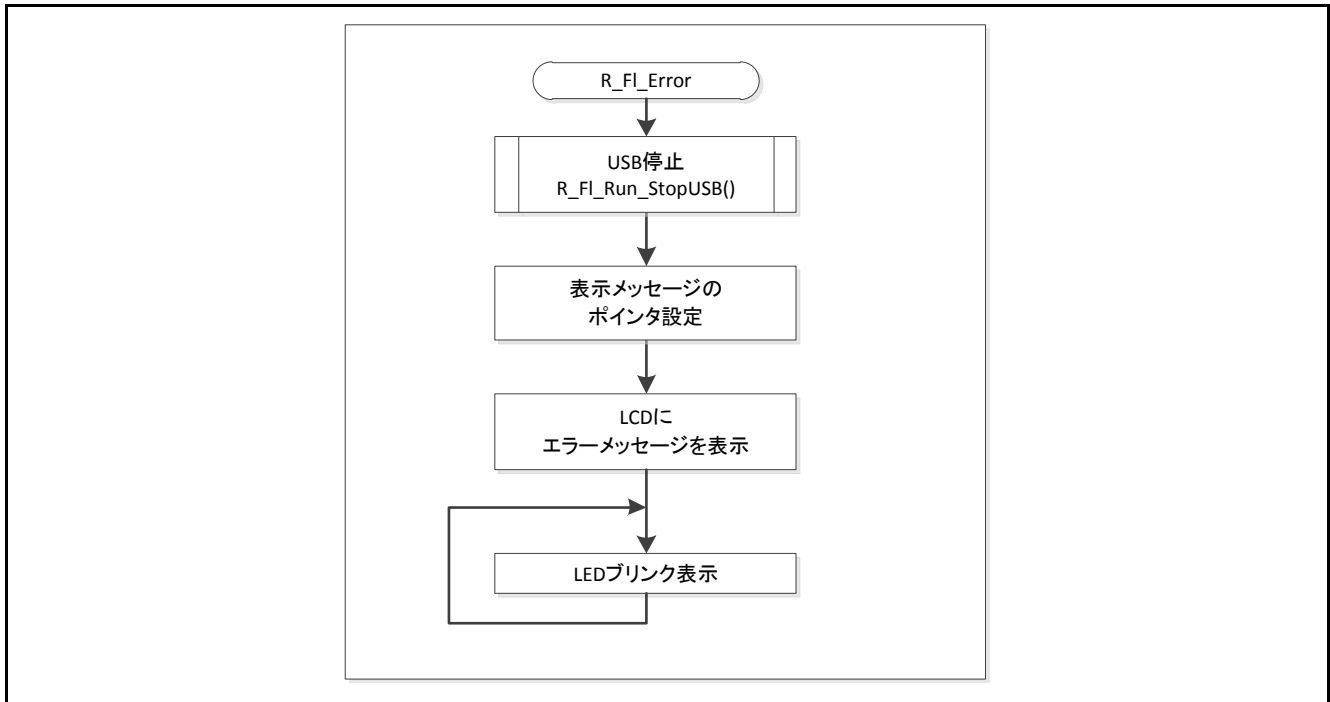 R_Fl_Error
USB停止
R_Fl_Run_StopUSB()
表示メッセージの
ポインタ設定
LCDに
エラーメッセージを表示
LEDブリンク表示